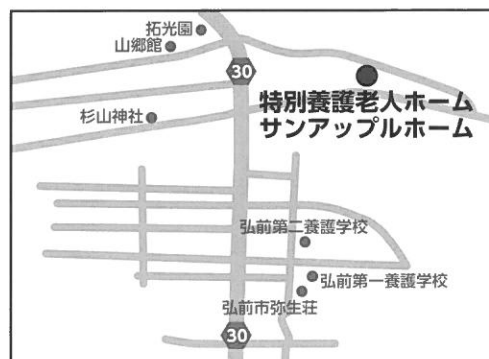 拓光園
山郷館
30
特別養護老人ホーム
サンアップルホーム
杉山神社
弘前第二養護学校
弘前第一養護学校
弘前市弥生荘
30